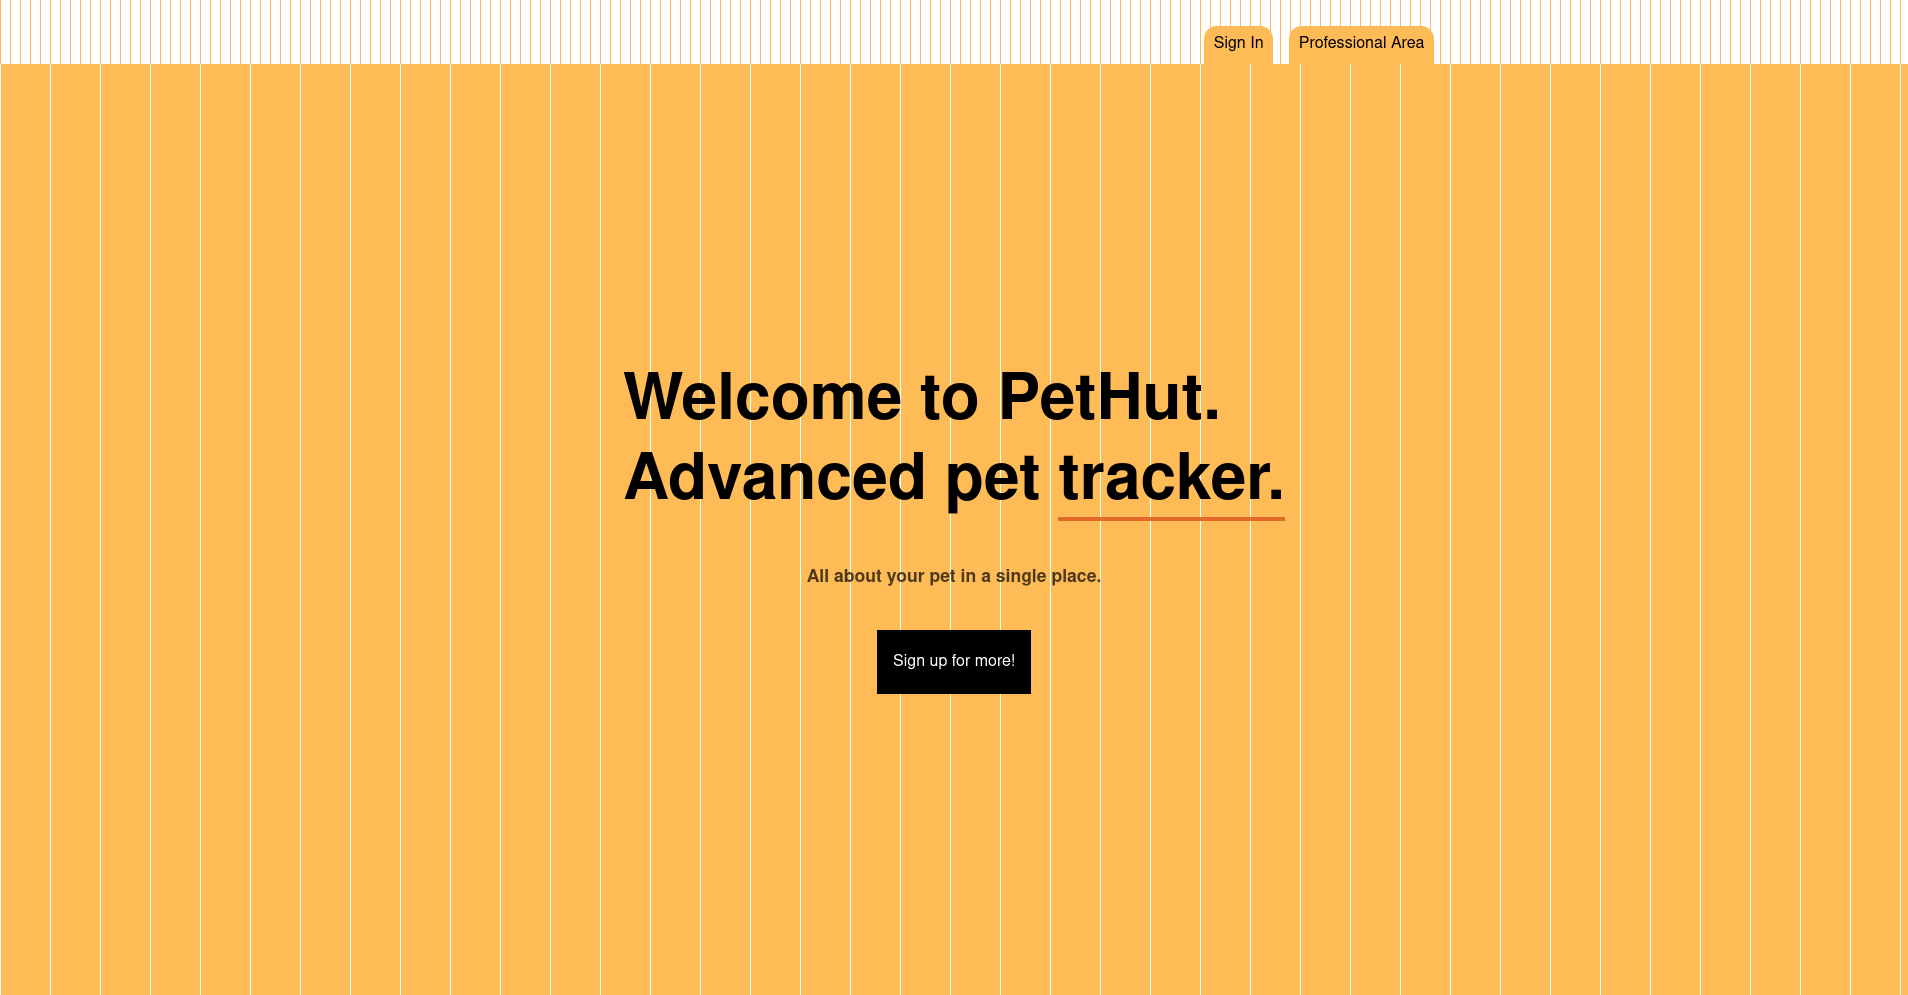 Sign In
Professional Area
Welcome to PetHut.
Advanced pet tracker.
All about your pet in a single place.
Sign up for more!